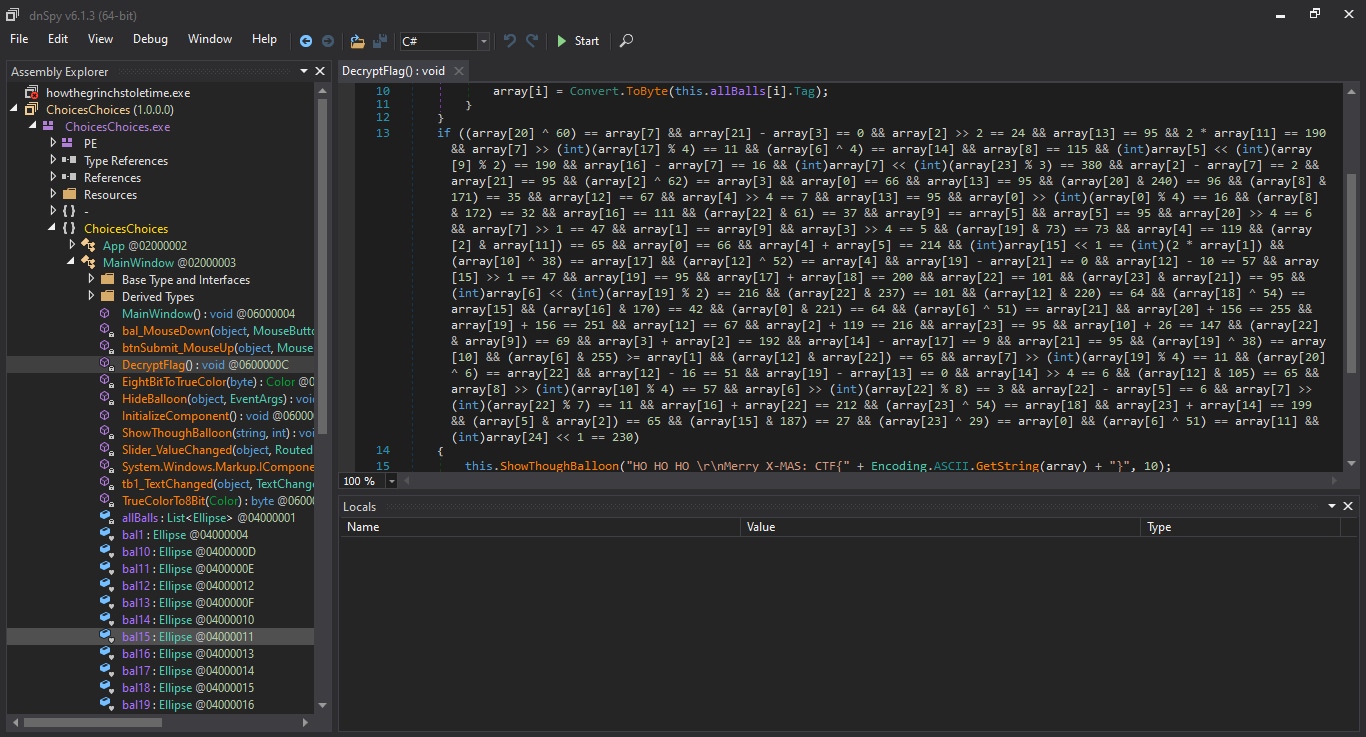 dnSpy v6.1.3 (64-bit)
File Edit View Debug Window Help C# Start
Assembly Explorer
howthegrinchstoletime.exe
ChoicesChoices (1.0.0.0)
ChoicesChoices.exe
PE
Type References
References
Resources
{ } -
{ } ChoicesChoices
App @02000002
MainWindow @02000003
Base Type and Interfaces
Derived Types
MainWindow() : void @06000004
bal_MouseDown(object, MouseButto
btnSubmit_MouseUp(object, Mouse
DecryptFlag() : void @0600000C
EightBitToTrueColor(byte) : Color @0
HideBalloon(object, EventArgs) : voi
InitializeComponent() : void @06000
ShowThoughBalloon(string, int) : voi
Slider_ValueChanged(object, Routed
System.Windows.Markup.IComponen
tb1_TextChanged(object, TextChange
TrueColorTo8Bit(Color) : byte @0600
allBalls : List<Ellipse> @04000001
bal1 : Ellipse @04000004
bal10 : Ellipse @0400000D
bal11 : Ellipse @0400000E
bal12 : Ellipse @04000012
bal13 : Ellipse @0400000F
bal14 : Ellipse @04000010
bal15 : Ellipse @04000011
bal16 : Ellipse @04000013
bal17 : Ellipse @04000014
bal18 : Ellipse @04000015
bal19 : Ellipse @04000016
DecryptFlag() : void
10 array[i] = Convert.ToByte(this.allBalls[i].Tag);
11 }
12 }
13 if ((array[20] ^ 60) == array[7] && array[21] - array[3] == 0 && array[2] >> 2 == 24 && array[13] == 95 && 2 * array[11] == 190
&& array[7] >> (int)(array[17] % 4) == 11 && (array[6] ^ 4) == array[14] && array[8] == 115 && (int)array[5] << (int)(array
[9] % 2) == 190 && array[16] - array[7] == 16 && (int)array[7] << (int)(array[23] % 3) == 380 && array[2] - array[7] == 2 &&
array[21] == 95 && (array[2] ^ 62) == array[3] && array[0] == 66 && array[13] == 95 && (array[20] & 240) == 96 && (array[8] &
171) == 35 && array[12] == 67 && array[4] >> 4 == 7 && array[13] == 95 && array[0] >> (int)(array[0] % 4) == 16 && (array[8]
& 172) == 32 && array[16] == 111 && (array[22] & 61) == 37 && array[9] == array[5] && array[5] == 95 && array[20] >> 4 == 6
&& array[7] >> 1 == 47 && array[1] == array[9] && array[3] >> 4 == 5 && (array[19] & 73) == 73 && array[4] == 119 && (array
[2] & array[11]) == 65 && array[0] == 66 && array[4] + array[5] == 214 && (int)array[15] << 1 == (int)(2 * array[1]) &&
(array[10] ^ 38) == array[17] && (array[12] ^ 52) == array[4] && array[19] - array[21] == 0 && array[12] - 10 == 57 && array
[15] >> 1 == 47 && array[19] == 95 && array[17] + array[18] == 200 && array[22] == 101 && (array[23] & array[21]) == 95 &&
(int)array[6] << (int)(array[19] % 2) == 216 && (array[22] & 237) == 101 && (array[12] & 220) == 64 && (array[18] ^ 54) ==
array[15] && (array[16] & 170) == 42 && (array[0] & 221) == 64 && (array[6] ^ 51) == array[21] && array[20] + 156 == 255 &&
array[19] + 156 == 251 && array[12] == 67 && array[2] + 119 == 216 && array[23] == 95 && array[10] + 26 == 147 && (array[22]
& array[9]) == 69 && array[3] + array[2] == 192 && array[14] - array[17] == 9 && array[21] == 95 && (array[19] ^ 38) == array
[10] && (array[6] & 255) >= array[1] && (array[12] & array[22]) == 65 && array[7] >> (int)(array[19] % 4) == 11 && (array[20]
^ 6) == array[22] && array[12] - 16 == 51 && array[19] - array[13] == 0 && array[14] >> 4 == 6 && (array[12] & 105) == 65 &&
array[8] >> (int)(array[10] % 4) == 57 && array[6] >> (int)(array[22] % 8) == 3 && array[22] - array[5] == 6 && array[7] >>
(int)(array[22] % 7) == 11 && array[16] + array[22] == 212 && (array[23] ^ 54) == array[18] && array[23] + array[14] == 199
&& (array[5] & array[2]) == 65 && (array[15] & 187) == 27 && (array[23] ^ 29) == array[0] && (array[6] ^ 51) == array[11] &&
(int)array[24] << 1 == 230)
14 {
15 this.ShowThoughBalloon("HO HO HO \r\nMerry X-MAS: CTF{" + Encoding.ASCII.GetString(array) + "}", 10);
100 %
Locals
Name Value Type